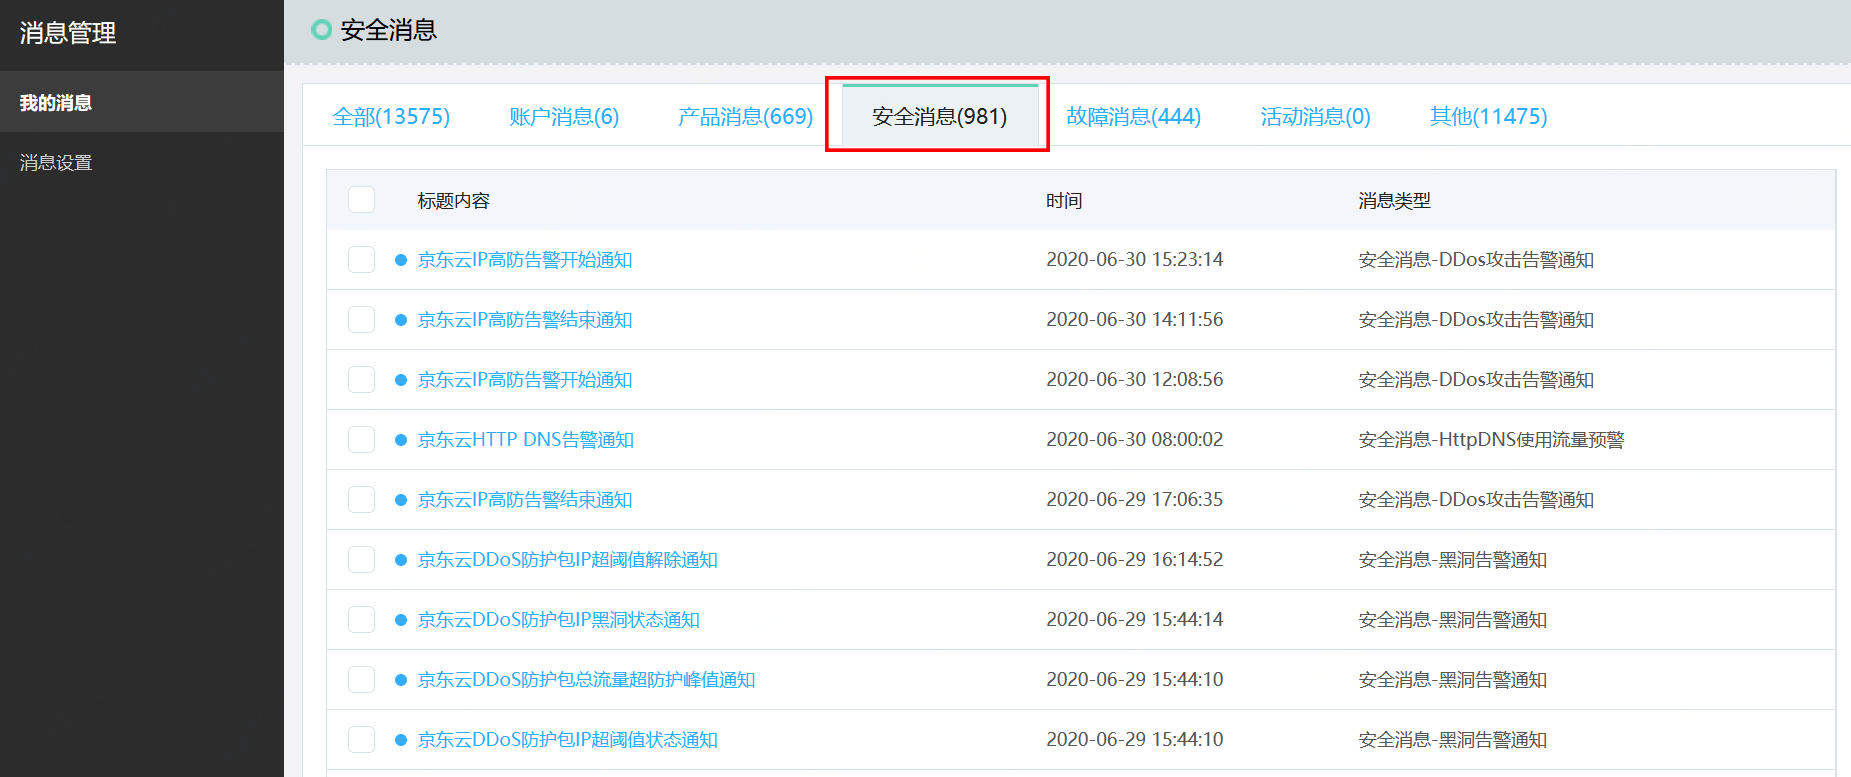 消息管理
我的消息
消息设置
安全消息
全部(13575) 账户消息(6) 产品消息(669) 安全消息(981) 故障消息(444) 活动消息(0) 其他(11475)
标题内容 时间 消息类型
京东云IP高防告警开始通知 2020-06-30 15:23:14 安全消息-DDos攻击告警通知
京东云IP高防告警结束通知 2020-06-30 14:11:56 安全消息-DDos攻击告警通知
京东云IP高防告警开始通知 2020-06-30 12:08:56 安全消息-DDos攻击告警通知
京东云HTTP DNS告警通知 2020-06-30 08:00:02 安全消息-HttpDNS使用流量预警
京东云IP高防告警结束通知 2020-06-29 17:06:35 安全消息-DDos攻击告警通知
京东云DDoS防护包IP超阈值解除通知 2020-06-29 16:14:52 安全消息-黑洞告警通知
京东云DDoS防护包IP黑洞状态通知 2020-06-29 15:44:14 安全消息-黑洞告警通知
京东云DDoS防护包总流量超防护峰值通知 2020-06-29 15:44:10 安全消息-黑洞告警通知
京东云DDoS防护包IP超阈值状态通知 2020-06-29 15:44:10 安全消息-黑洞告警通知